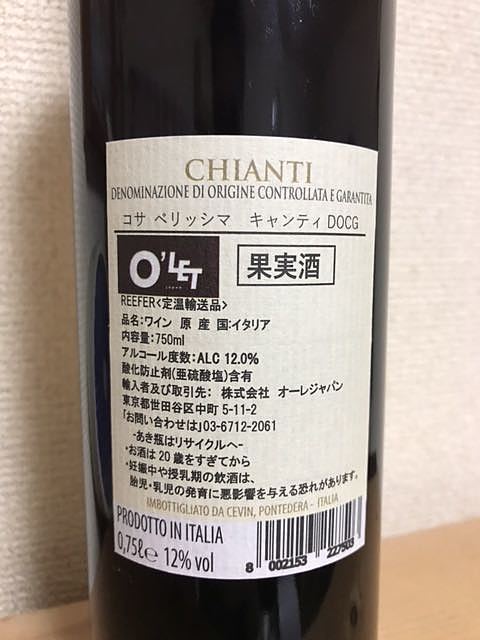 CHIANTI
DENOMINAZIONE DI ORIGINE CONTROLLATA E GARANTITA
コサ ベリッシマ キャンティ DOCG
O'LET
果実酒
REEFER<定温輸送品>
品名:ワイン 原 産 国:イタリア
内容量:750ml
アルコール度数:ALC 12.0%
酸化防止剤(亜硫酸塩)含有
輸入者及び取引先: 株式会社 オーレジャパン
東京都世田谷区中町 5-11-2
「お問い合わせは」03-6712-2061
-あき瓶はリサイクルへ-
・お酒は 20 歳をすぎてから
・妊娠中や授乳期の飲酒は、
胎児・乳児の発育に悪影響を与える恐れがあります。
IMBOTTIGLIATO DA CEVIN, PONTEDERA - ITALIA
PRODOTTO IN ITALIA
0,75ℓ e 12% vol
8 002153 227503